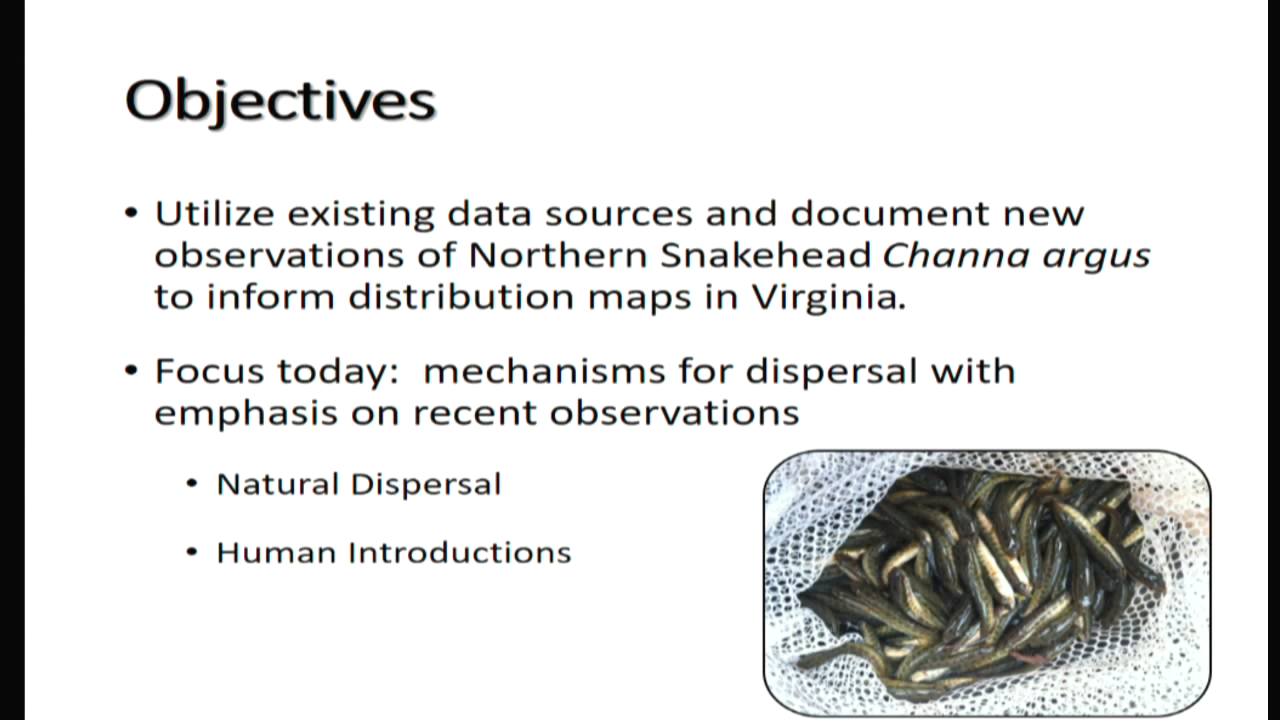 Objectives
• Utilize existing data sources and document new
observations of Northern Snakehead Channa argus
to inform distribution maps in Virginia.
• Focus today:  mechanisms for dispersal with
emphasis on recent observations
• Natural Dispersal
• Human Introductions